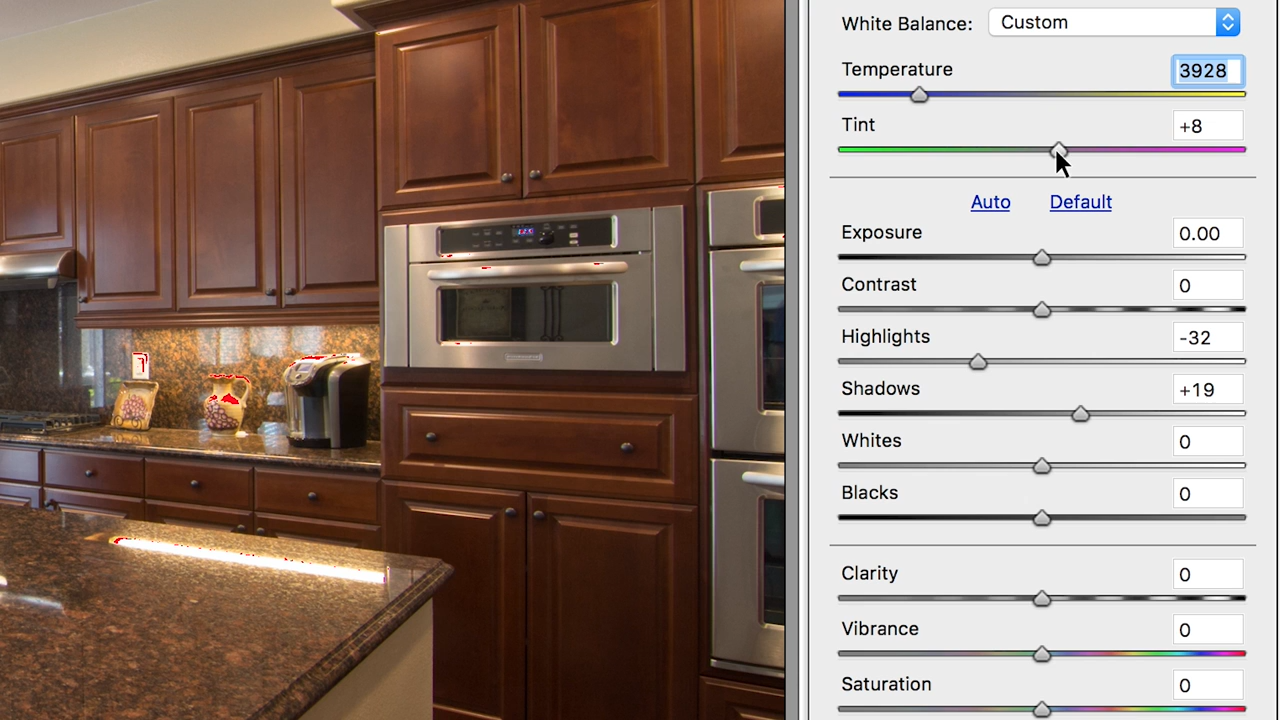 White Balance: Custom
Temperature 3928
Tint +8
Auto Default
Exposure 0.00
Contrast 0
Highlights -32
Shadows +19
Whites 0
Blacks 0
Clarity 0
Vibrance 0
Saturation 0